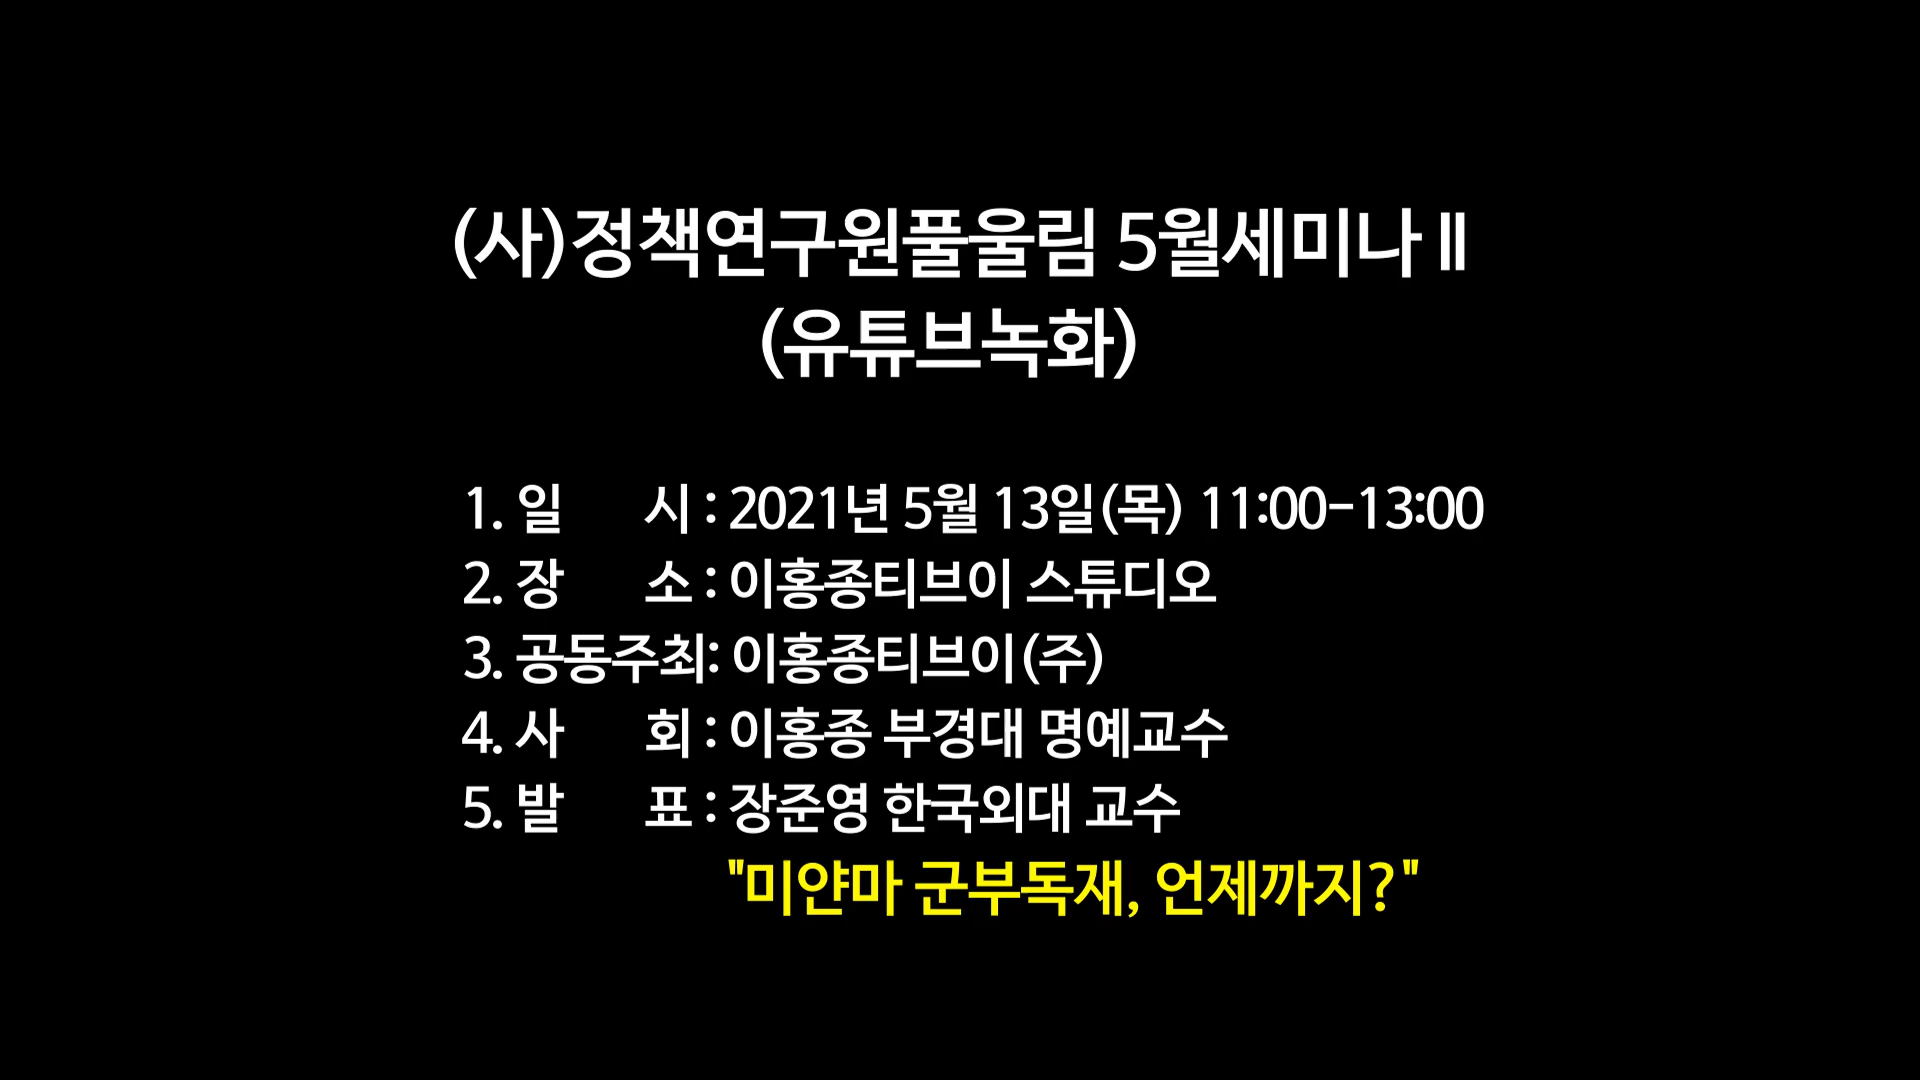 (사)정책연구원풀울림 5월세미나Ⅱ
(유튜브녹화)
1. 일 시 : 2021년 5월 13일(목) 11:00-13:00
2. 장 소 : 이홍종티브이 스튜디오
3. 공동주최: 이홍종티브이(주)
4. 사 회 : 이홍종 부경대 명예교수
5. 발 표 : 장준영 한국외대 교수
"미얀마 군부독재, 언제까지?"